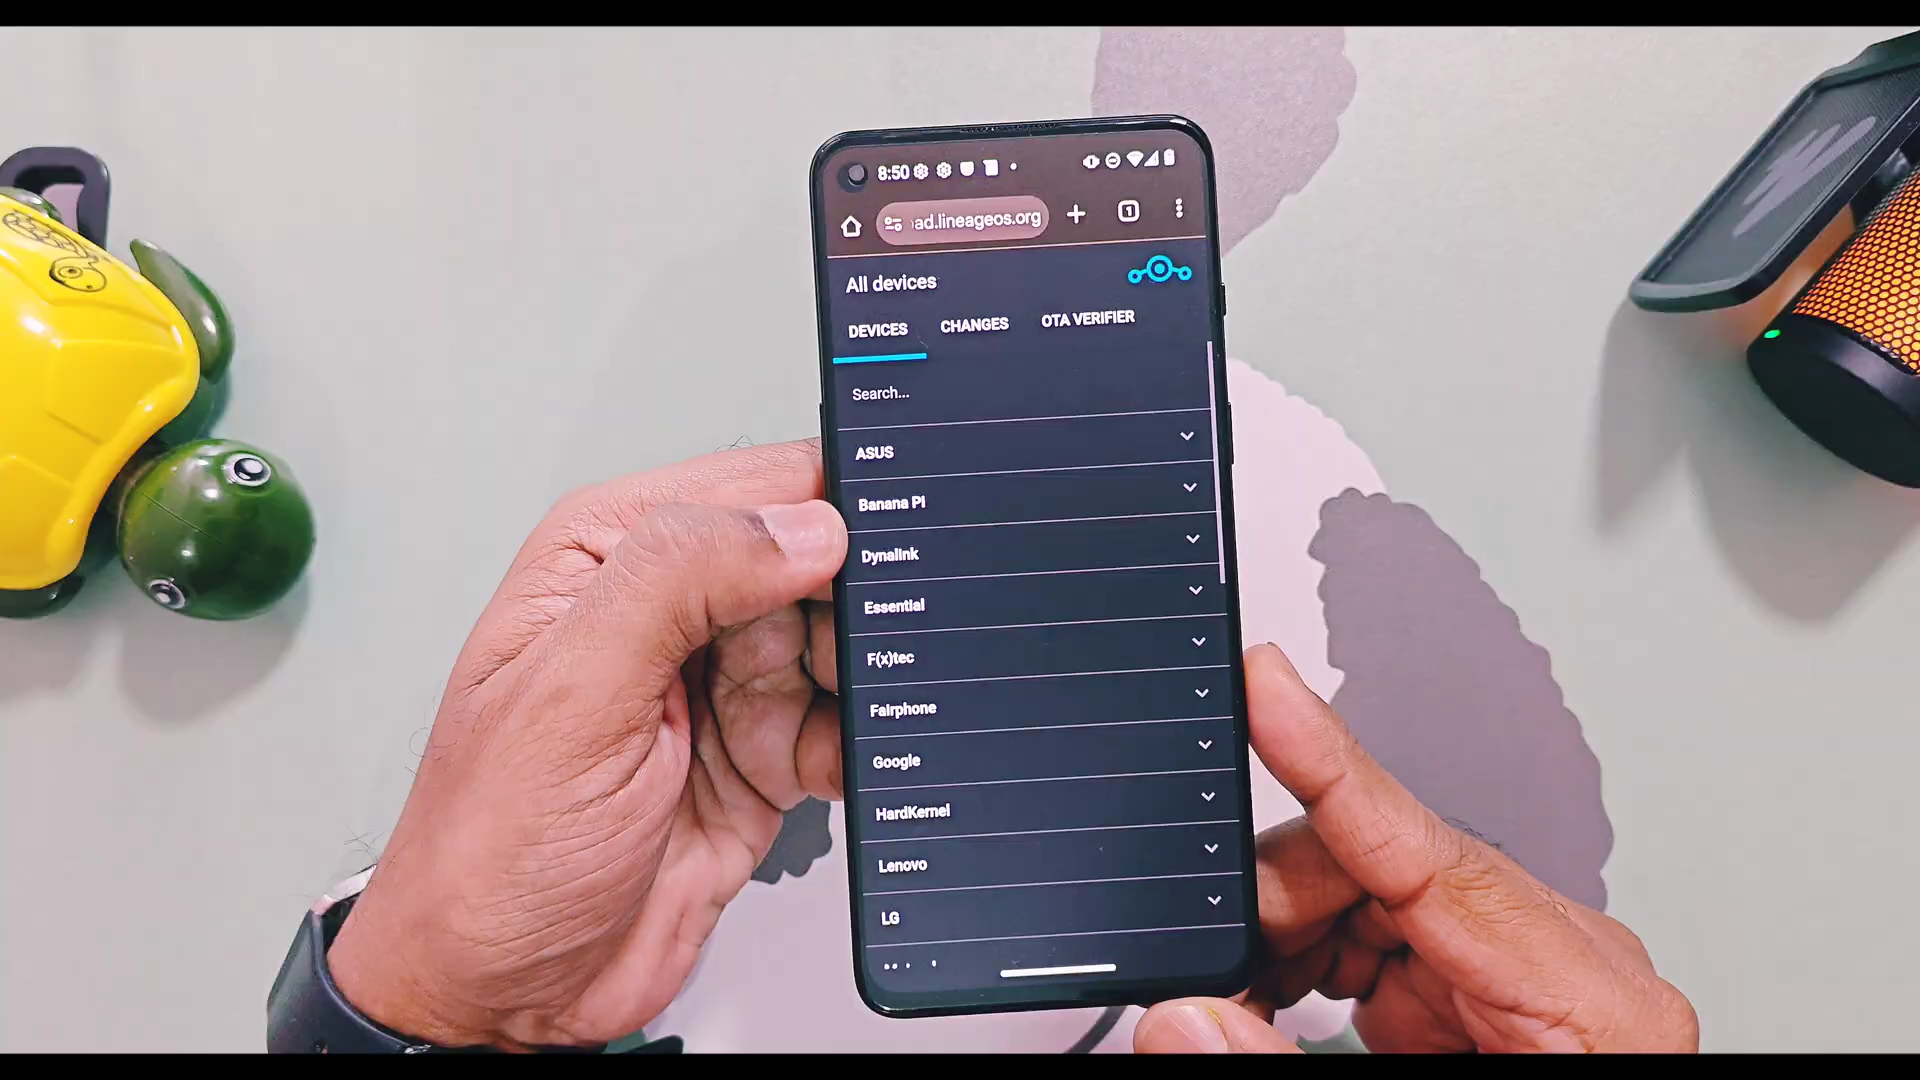 8:50
ad.lineageos.org
1
All devices
DEVICES CHANGES OTA VERIFIER
Search...
ASUS
Banana Pi
Dynalink
Essential
F(x)tec
Fairphone
Google
HardKernel
Lenovo
LG